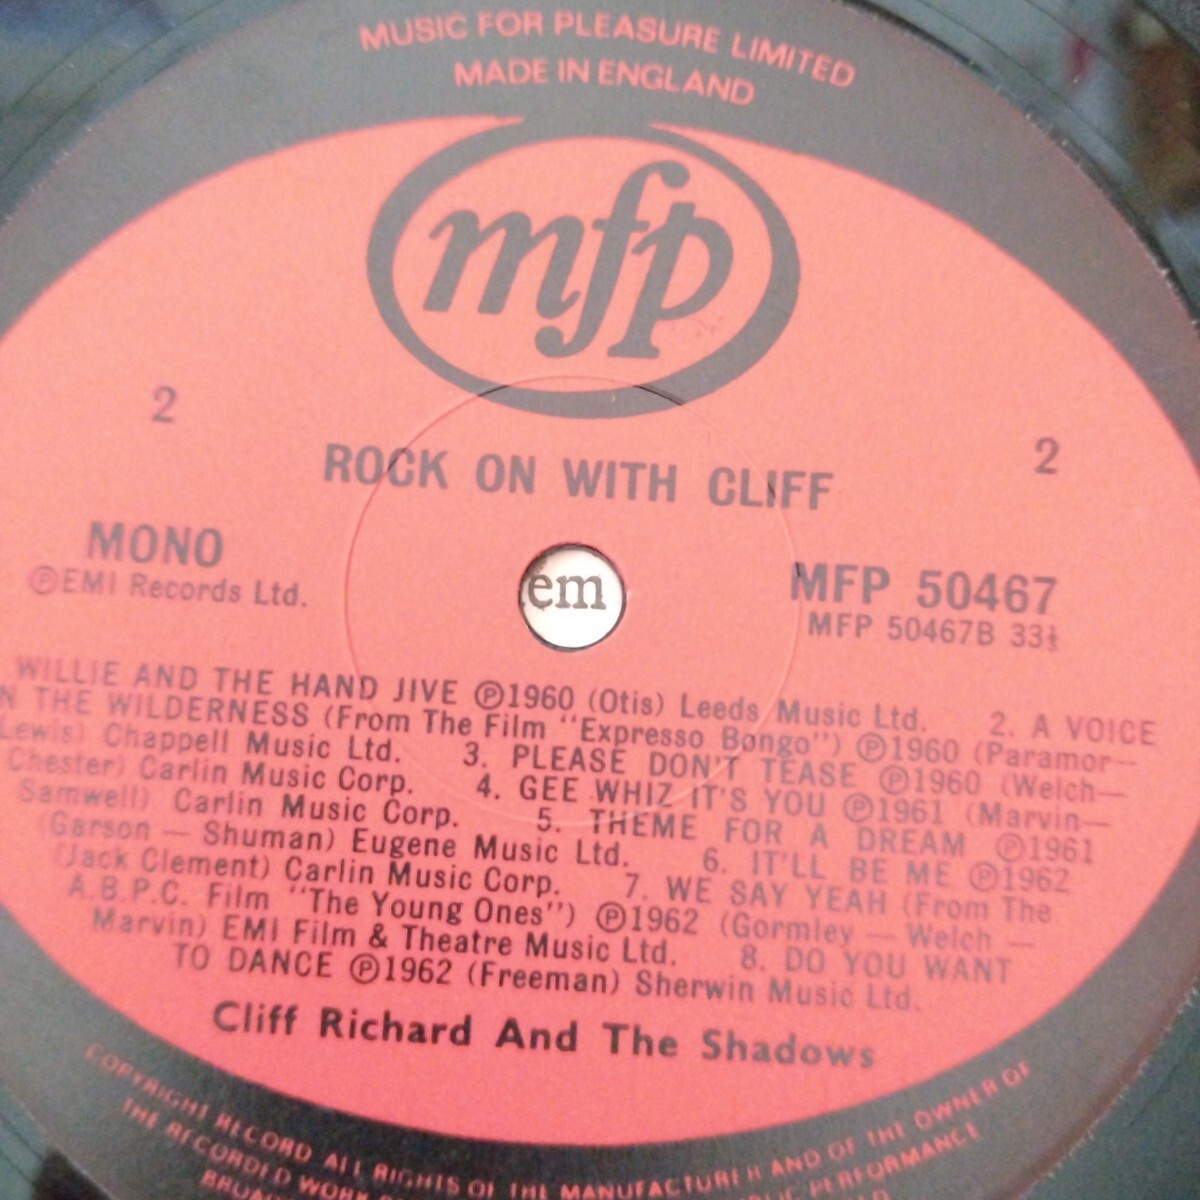 MUSIC FOR PLEASURE LIMITED
MADE IN ENGLAND
mfp
2
2
ROCK ON WITH CLIFF
MONO
℗EMI Records Ltd.
em
MFP 50467
MFP 50467B 33⅓
WILLIE AND THE HAND JIVE ℗1960 (Otis) Leeds Music Ltd. 2. A VOICE
N THE WILDERNESS (From The Film "Expresso Bongo") ℗1960 (Paramor—
Lewis) Chappell Music Ltd. 3. PLEASE DON'T TEASE ℗1960 (Welch—
Chester) Carlin Music Corp. 4. GEE WHIZ IT'S YOU ℗1961 (Marvin—
Samwell) Carlin Music Corp. 5. THEME FOR A DREAM ℗1961
(Garson — Shuman) Eugene Music Ltd. 6. IT'LL BE ME ℗1962
(Jack Clement) Carlin Music Corp. 7. WE SAY YEAH (From The
A.B.P.C. Film "The Young Ones") ℗1962 (Gormley — Welch —
Marvin) EMI Film & Theatre Music Ltd. 8. DO YOU WANT
TO DANCE ℗1962 (Freeman) Sherwin Music Ltd.
Cliff Richard And The Shadows
COPYRIGHT RECORD ALL RIGHTS OF THE MANUFACTURER AND OF THE OWNER OF
THE RECORDED WORK PERFORMANCE